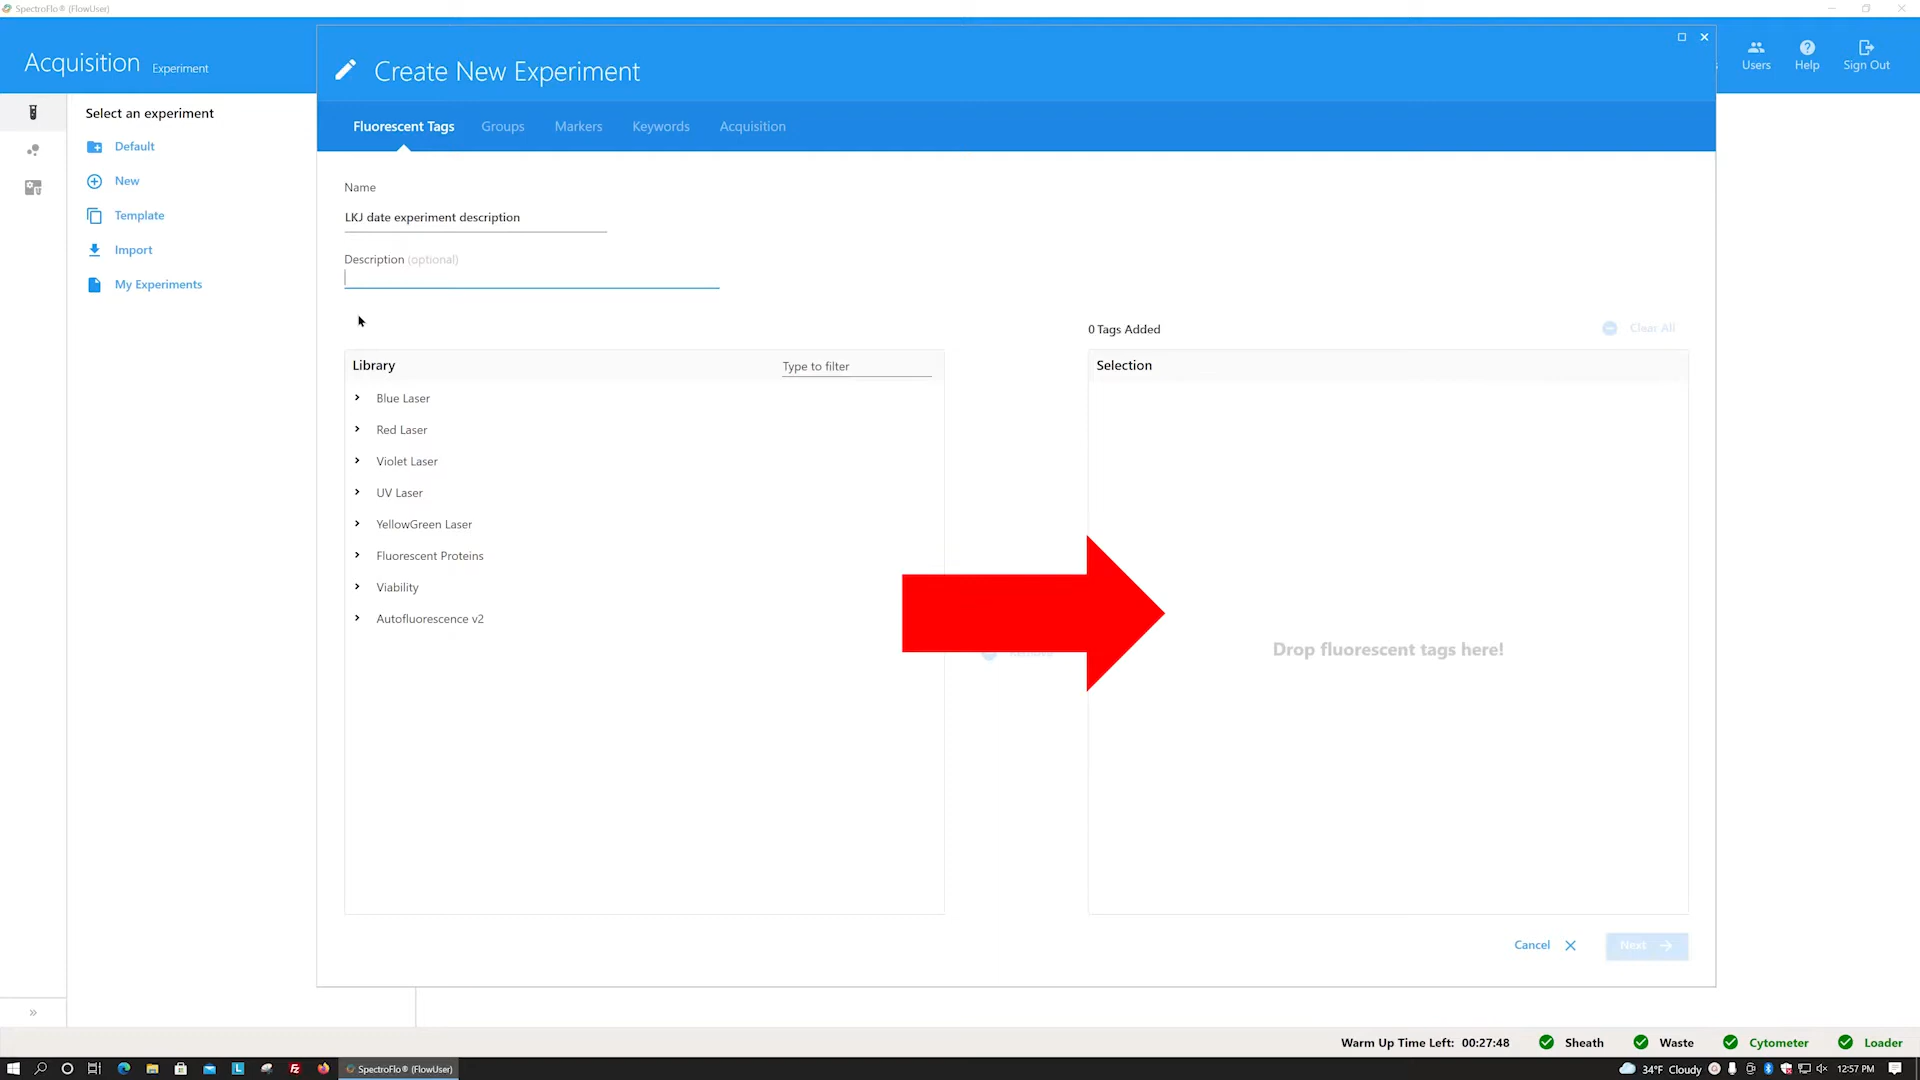 SpectroFlo® (FlowUser)
Acquisition Experiment
Create New Experiment
Users
Help
Sign Out
Fluorescent Tags
Groups
Markers
Keywords
Acquisition
Select an experiment
Default
New
Template
Import
My Experiments
Name
LKJ date experiment description
Description (optional)
0 Tags Added
Clear All
Library
Type to filter
Selection
Blue Laser
Red Laser
Violet Laser
UV Laser
YellowGreen Laser
Fluorescent Proteins
Viability
Autofluorescence v2
Drop fluorescent tags here!
Cancel
Next
Warm Up Time Left: 00:27:48
Sheath
Waste
Cytometer
Loader
SpectroFlo® (FlowUser)
34°F Cloudy
12:57 PM